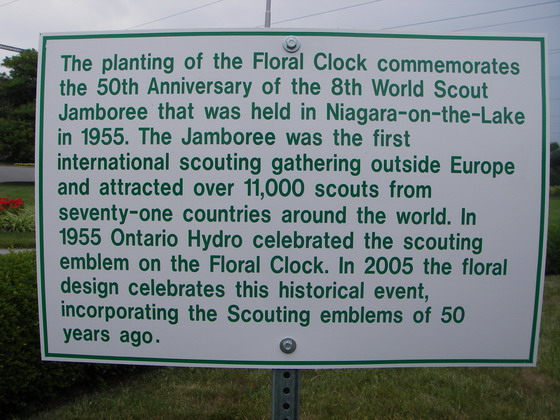 The planting of the Floral Clock commemorates
the 50th Anniversary of the 8th World Scout
Jamboree that was held in Niagara-on-the-Lake
in 1955. The Jamboree was the first
international scouting gathering outside Europe
and attracted over 11,000 scouts from
seventy-one countries around the world. In
1955 Ontario Hydro celebrated the scouting
emblem on the Floral Clock. In 2005 the floral
design celebrates this historical event,
incorporating the Scouting emblems of 50
years ago.